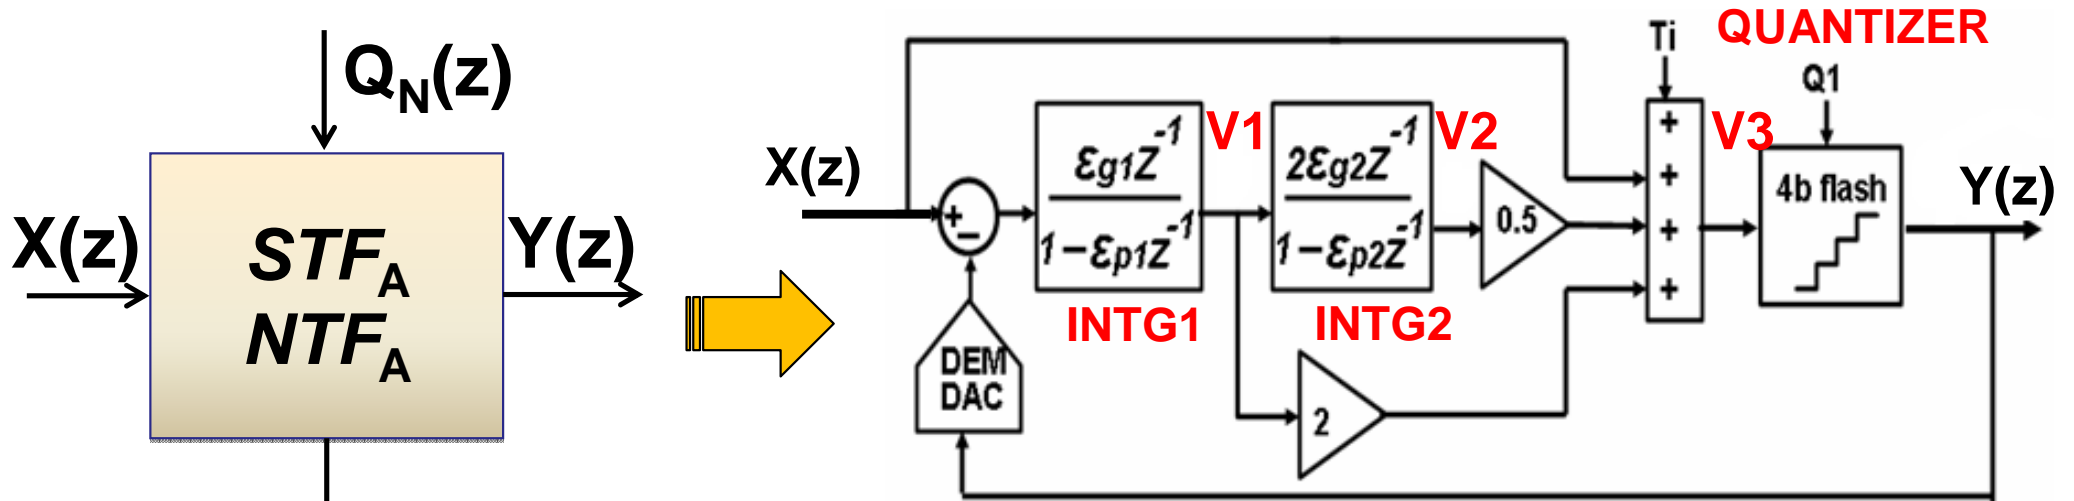 Q_N(z)
X(z)
STF_A
NTF_A
Y(z)
QUANTIZER
Ti
Q1
X(z)
+
−
εg1z^-1
1−εp1z^-1
V1
INTG1
2εg2z^-1
1−εp2z^-1
V2
INTG2
0.5
2
+
+
+
+
V3
4b flash
Y(z)
DEM
DAC